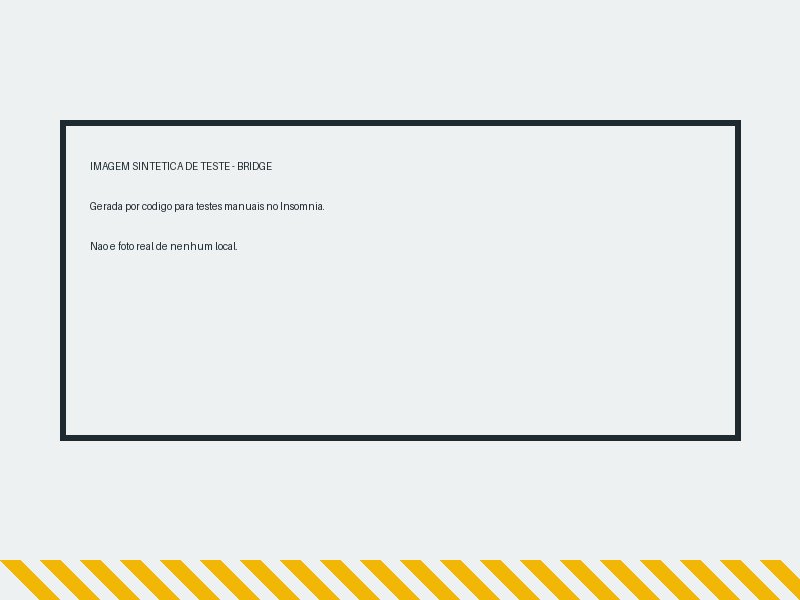 IMAGEM SINTETICA DE TESTE - BRIDGE
Gerada por codigo para testes manuais no Insomnia.
Nao e foto real de nenhum local.